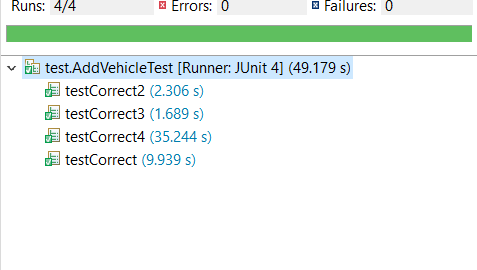 Runs: 4/4 Errors: 0 Failures: 0
test.AddVehicleTest [Runner: JUnit 4] (49.179 s)
testCorrect2 (2.306 s)
testCorrect3 (1.689 s)
testCorrect4 (35.244 s)
testCorrect (9.939 s)